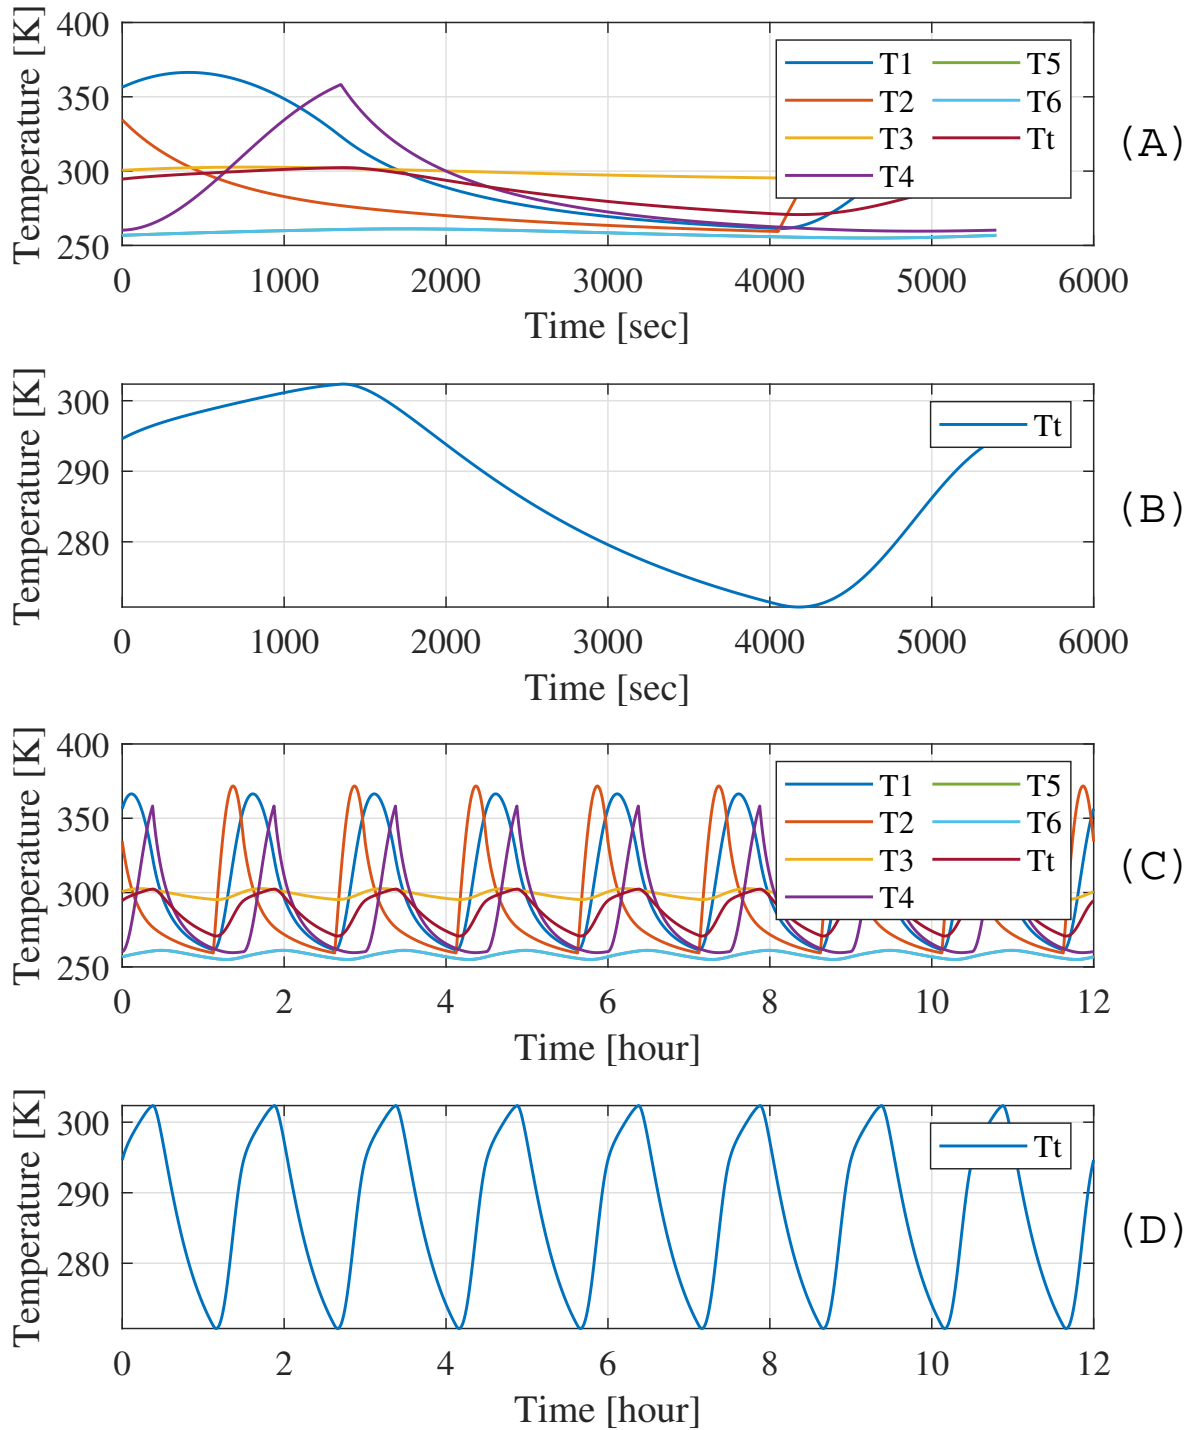 Temperature [K]
400
350
300
250
T1 T5
T2 T6
T3 Tt
T4
(A)
0 1000 2000 3000 4000 5000 6000
Time [sec]
Temperature [K]
300
290
280
Tt
(B)
0 1000 2000 3000 4000 5000 6000
Time [sec]
Temperature [K]
400
350
300
250
T1 T5
T2 T6
T3 Tt
T4
(C)
0 2 4 6 8 10 12
Time [hour]
Temperature [K]
300
290
280
Tt
(D)
0 2 4 6 8 10 12
Time [hour]